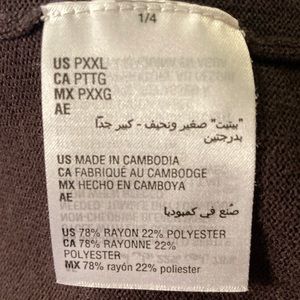 1/4
US PXXL
CA PTTG
MX PXXG
AE
"بيتيت" صغير ونحيف - كبير جداً
بدرجتين
US MADE IN CAMBODIA
CA FABRIQUÉ AU CAMBODGE
MX HECHO EN CAMBOYA
AE
صُنع في كمبوديا
US 78% RAYON 22% POLYESTER
CA 78% RAYONNE 22%
POLYESTER
MX 78% rayón 22% poliester